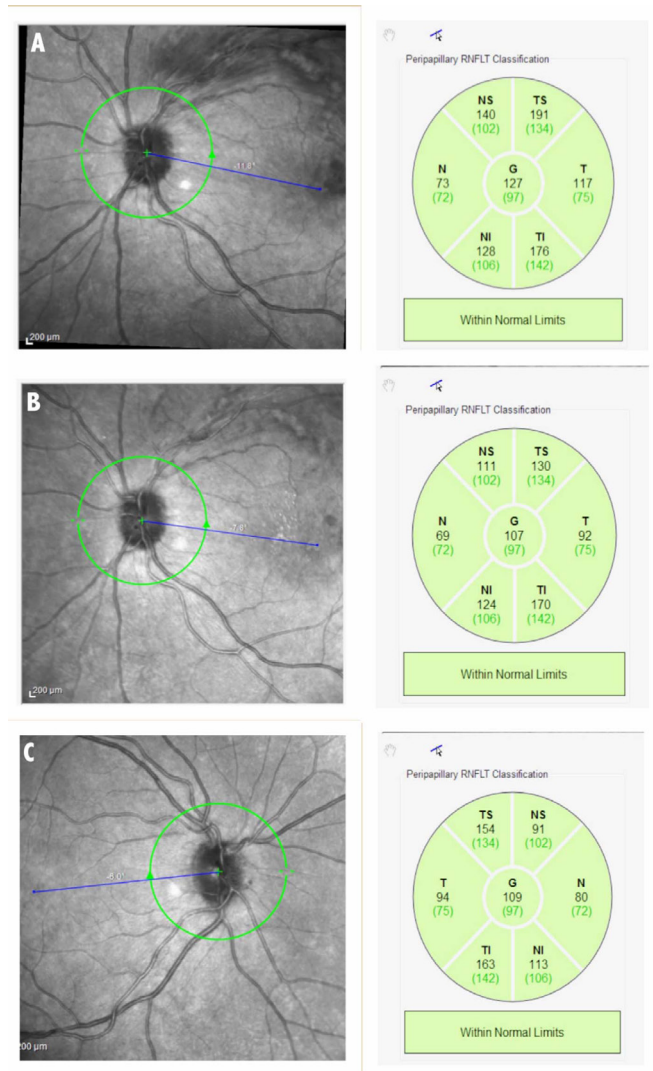 A
-11.8°
200 µm
Peripapillary RNFLT Classification
NS TS
140 191
(102) (134)
N G T
73 127 117
(72) (97) (75)
NI TI
128 176
(106) (142)
Within Normal Limits
B
-7.8°
200 µm
Peripapillary RNFLT Classification
NS TS
111 130
(102) (134)
N G T
69 107 92
(72) (97) (75)
NI TI
124 170
(106) (142)
Within Normal Limits
C
200 µm
Peripapillary RNFLT Classification
TS NS
154 91
(134) (102)
T G N
94 109 80
(75) (97) (72)
TI NI
163 113
(142) (106)
Within Normal Limits